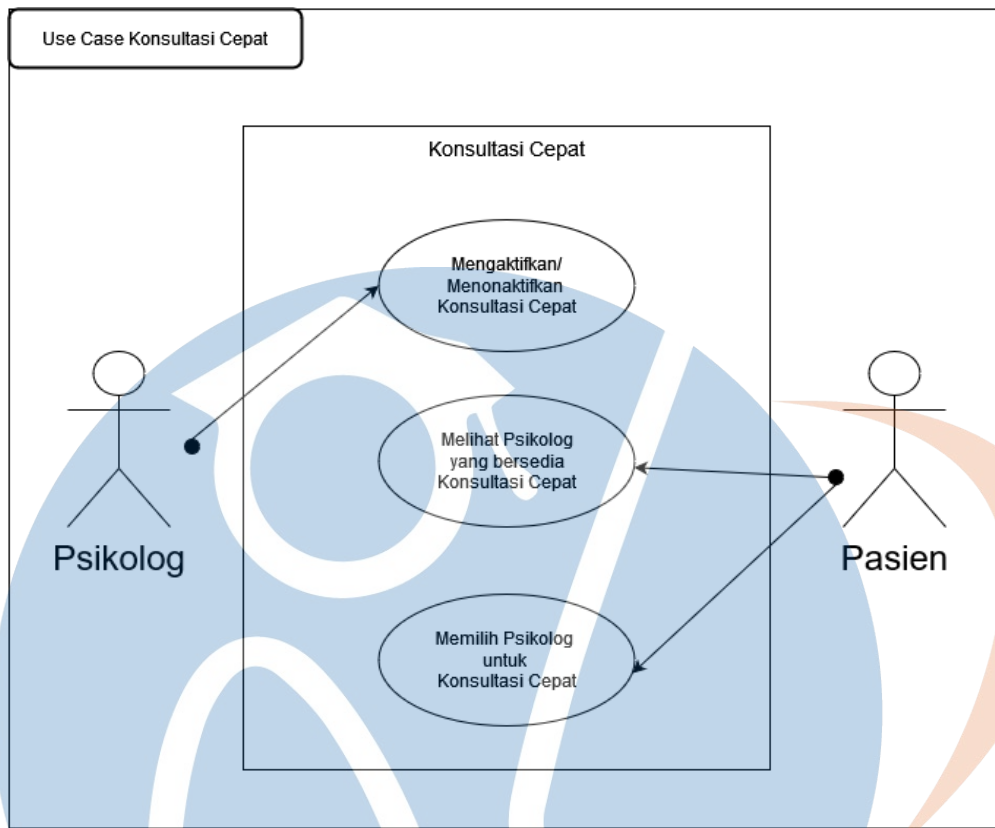 Use Case Konsultasi Cepat
Konsultasi Cepat
Mengaktifkan/
Menonaktifkan
Konsultasi Cepat
Melihat Psikolog
yang bersedia
Konsultasi Cepat
Psikolog
Pasien
Memilih Psikolog
untuk
Konsultasi Cepat